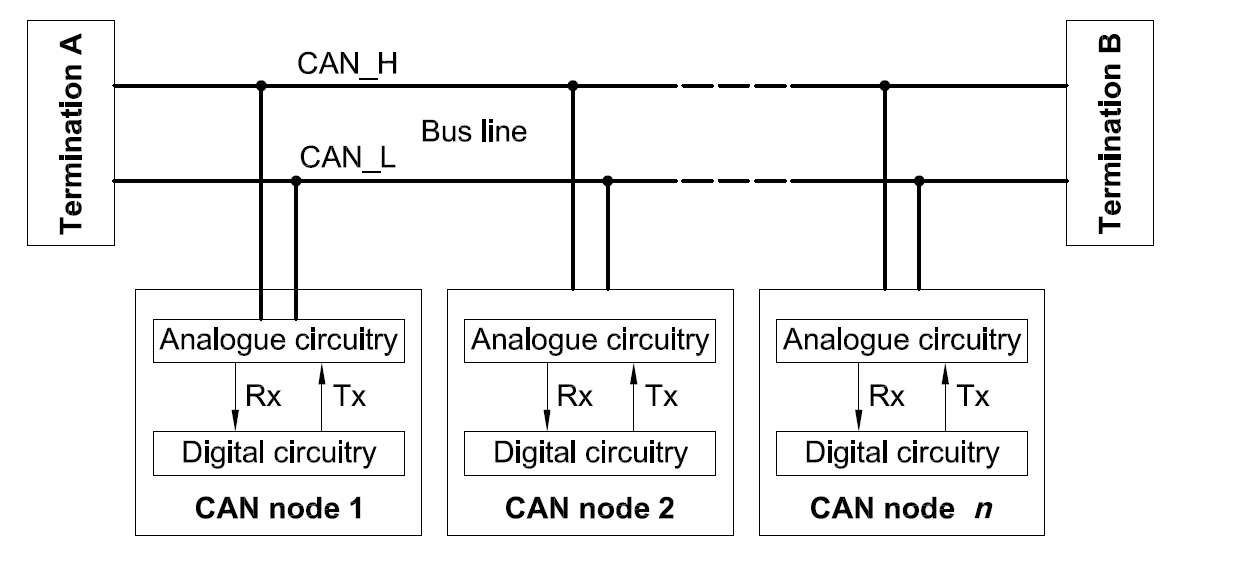 Termination A
CAN_H
Bus line
CAN_L
Termination B
Analogue circuitry
Rx
Tx
Digital circuitry
CAN node 1
Analogue circuitry
Rx
Tx
Digital circuitry
CAN node 2
Analogue circuitry
Rx
Tx
Digital circuitry
CAN node n